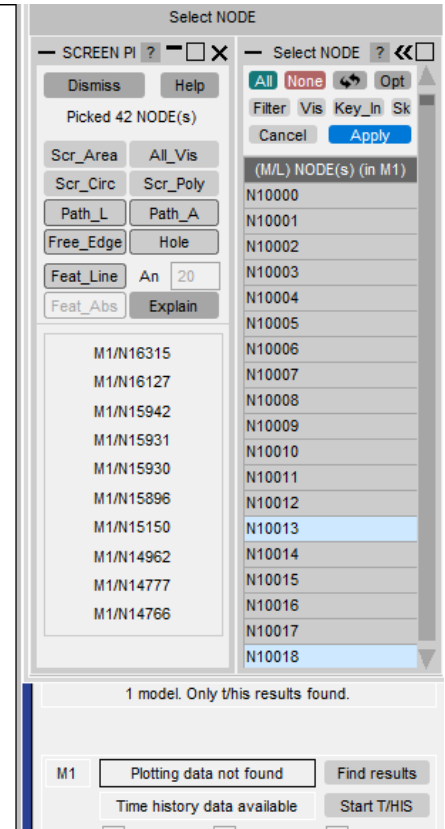 Select NODE
SCREEN PI ?
Dismiss Help
Picked 42 NODE(s)
Scr_Area All_Vis
Scr_Circ Scr_Poly
Path_L Path_A
Free_Edge Hole
Feat_Line An 20
Feat_Abs Explain
M1/N16315
M1/N16127
M1/N15942
M1/N15931
M1/N15930
M1/N15896
M1/N15150
M1/N14962
M1/N14777
M1/N14766
Select NODE ?
All None Opt
Filter Vis Key_In Sk
Cancel Apply
(M/L) NODE(s) (in M1)
N10000
N10001
N10002
N10003
N10004
N10005
N10006
N10007
N10008
N10009
N10010
N10011
N10012
N10013
N10014
N10015
N10016
N10017
N10018
1 model. Only t/his results found.
M1 Plotting data not found Find results
Time history data available Start T/HIS